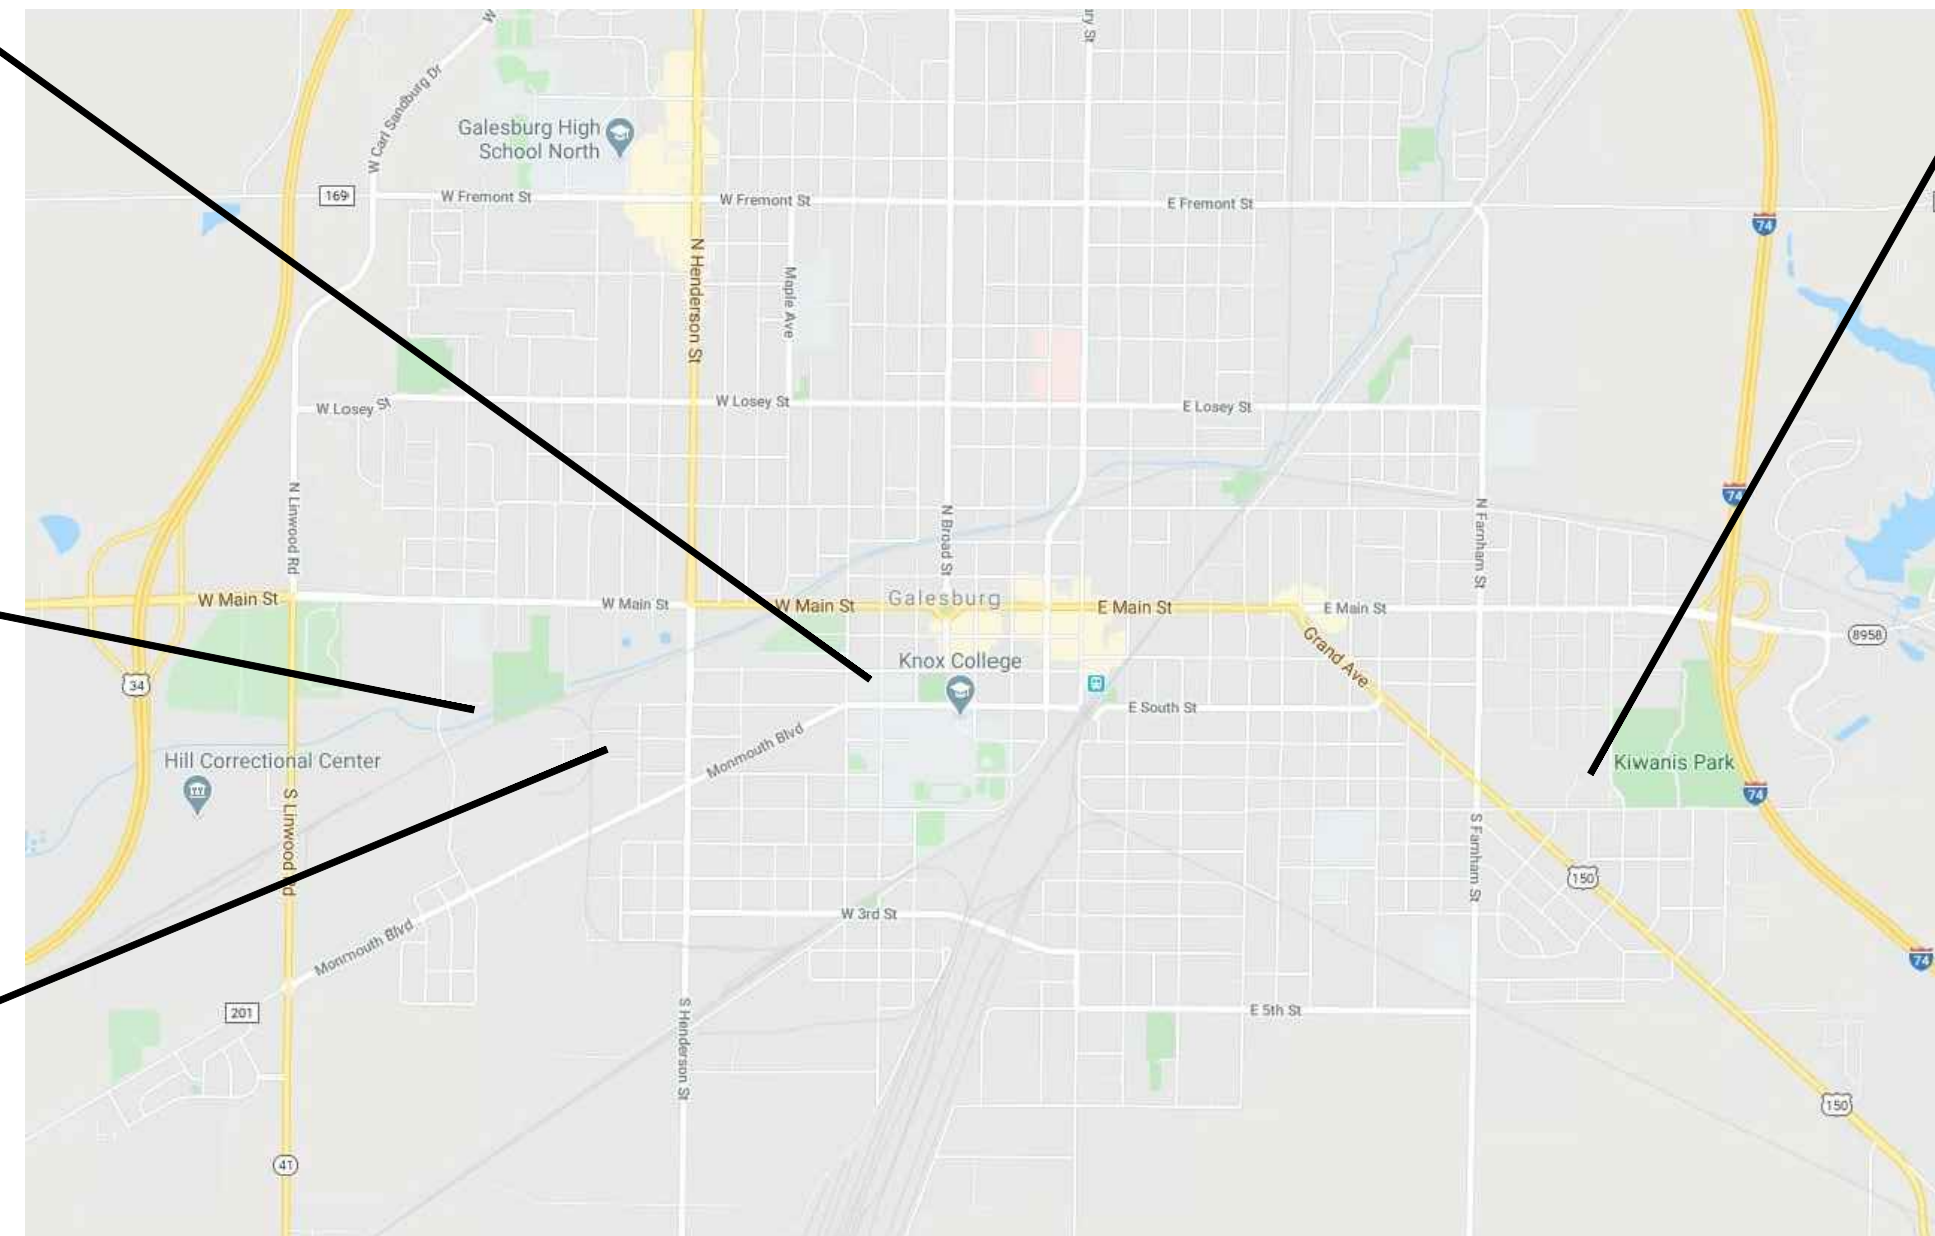 W
ry St
W Carl Sandburg Dr
Galesburg High
School North
169
W Fremont St
W Fremont St
E Fremont St
74
N Henderson St
Maple Ave
W Losey St
W Losey St
E Losey St
74
N Linwood Rd
N Broad St
N Farnham St
W Main St
W Main St
W Main St
Galesburg
E Main St
E Main St
8958
Grand Ave
34
Knox College
E South St
Monmouth Blvd
Hill Correctional Center
Kiwanis Park
74
S Linwood Rd
S Farnham St
150
W 3rd St
Monmouth Blvd
74
201
S Henderson St
E 5th St
150
41